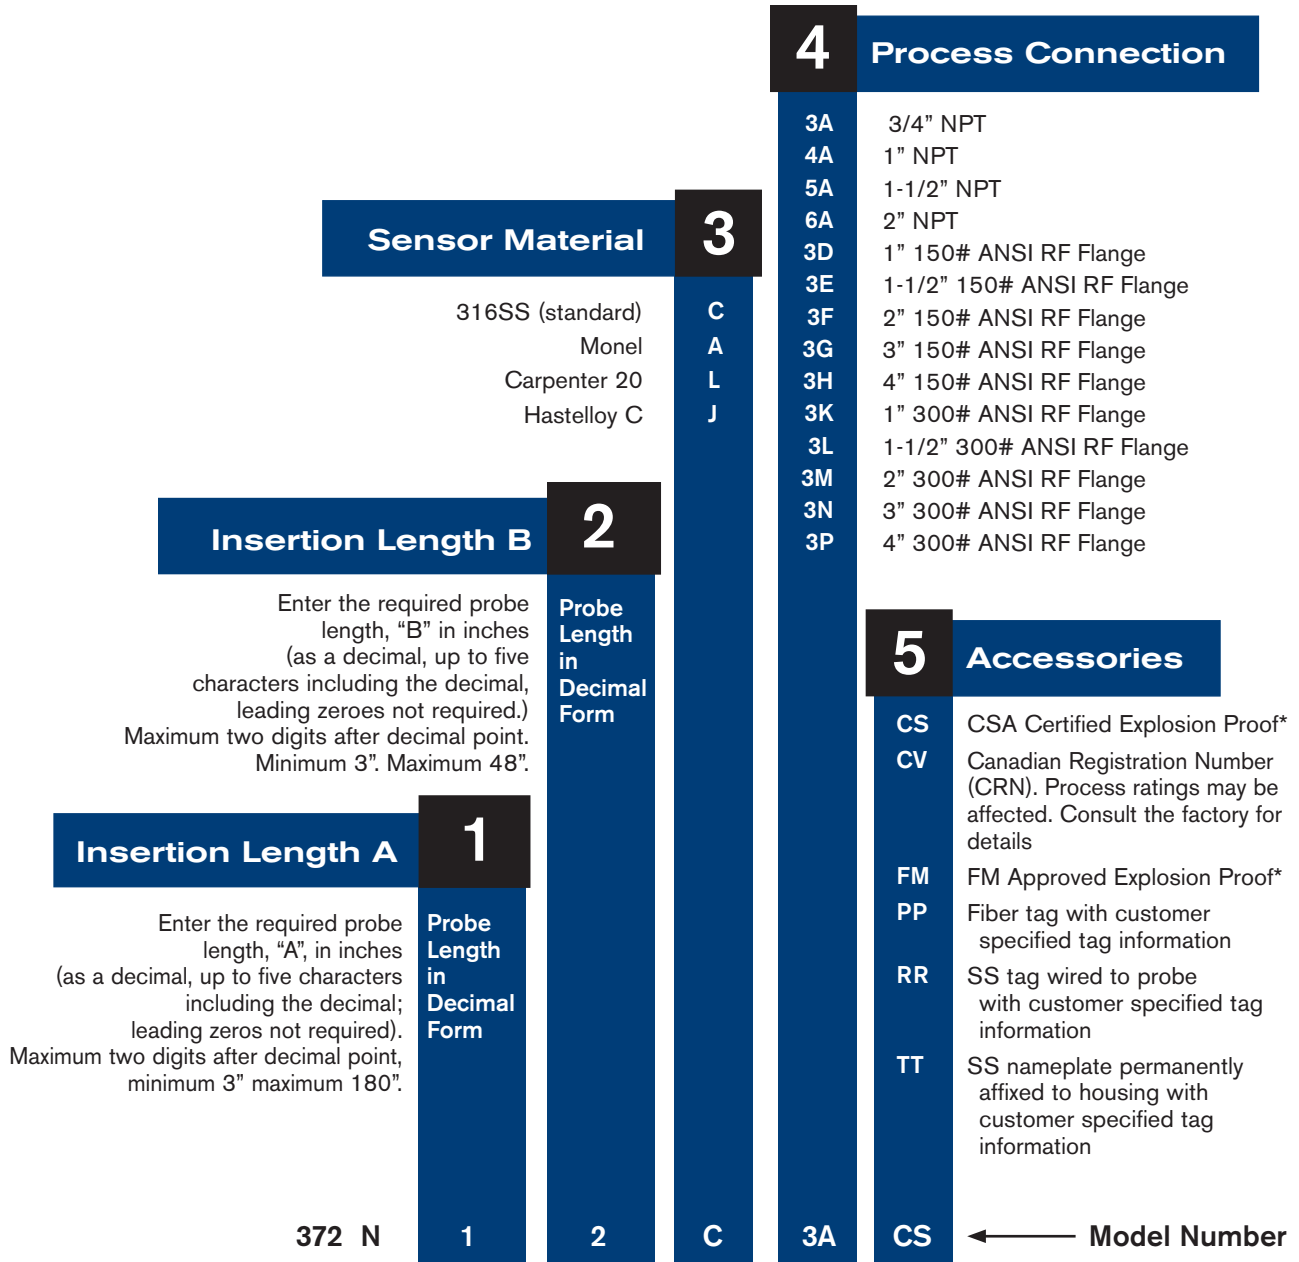 4 Process Connection
3A 3/4” NPT
4A 1” NPT
5A 1-1/2” NPT
6A 2” NPT
3D 1” 150# ANSI RF Flange
3E 1-1/2” 150# ANSI RF Flange
3F 2” 150# ANSI RF Flange
3G 3” 150# ANSI RF Flange
3H 4” 150# ANSI RF Flange
3K 1” 300# ANSI RF Flange
3L 1-1/2” 300# ANSI RF Flange
3M 2” 300# ANSI RF Flange
3N 3” 300# ANSI RF Flange
3P 4” 300# ANSI RF Flange
Sensor Material 3
316SS (standard) C
Monel A
Carpenter 20 L
Hastelloy C J
Insertion Length B 2
Enter the required probe
length, “B” in inches
(as a decimal, up to five
characters including the decimal,
leading zeroes not required.)
Maximum two digits after decimal point.
Minimum 3”. Maximum 48”.
Probe
Length
in
Decimal
Form
5 Accessories
CS CSA Certified Explosion Proof*
CV Canadian Registration Number
(CRN). Process ratings may be
affected. Consult the factory for
details
FM FM Approved Explosion Proof*
PP Fiber tag with customer
specified tag information
RR SS tag wired to probe
with customer specified tag
information
TT SS nameplate permanently
affixed to housing with
customer specified tag
information
Insertion Length A 1
Enter the required probe
length, “A”, in inches
(as a decimal, up to five characters
including the decimal;
leading zeros not required).
Maximum two digits after decimal point,
minimum 3” maximum 180”.
Probe
Length
in
Decimal
Form
372 N 1 2 C 3A CS Model Number